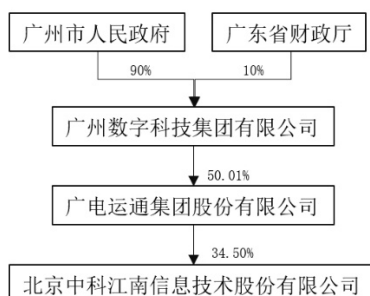 广州市人民政府
广东省财政厅
90%
10%
广州数字科技集团有限公司
50.01%
广电运通集团股份有限公司
34.50%
北京中科江南信息技术股份有限公司